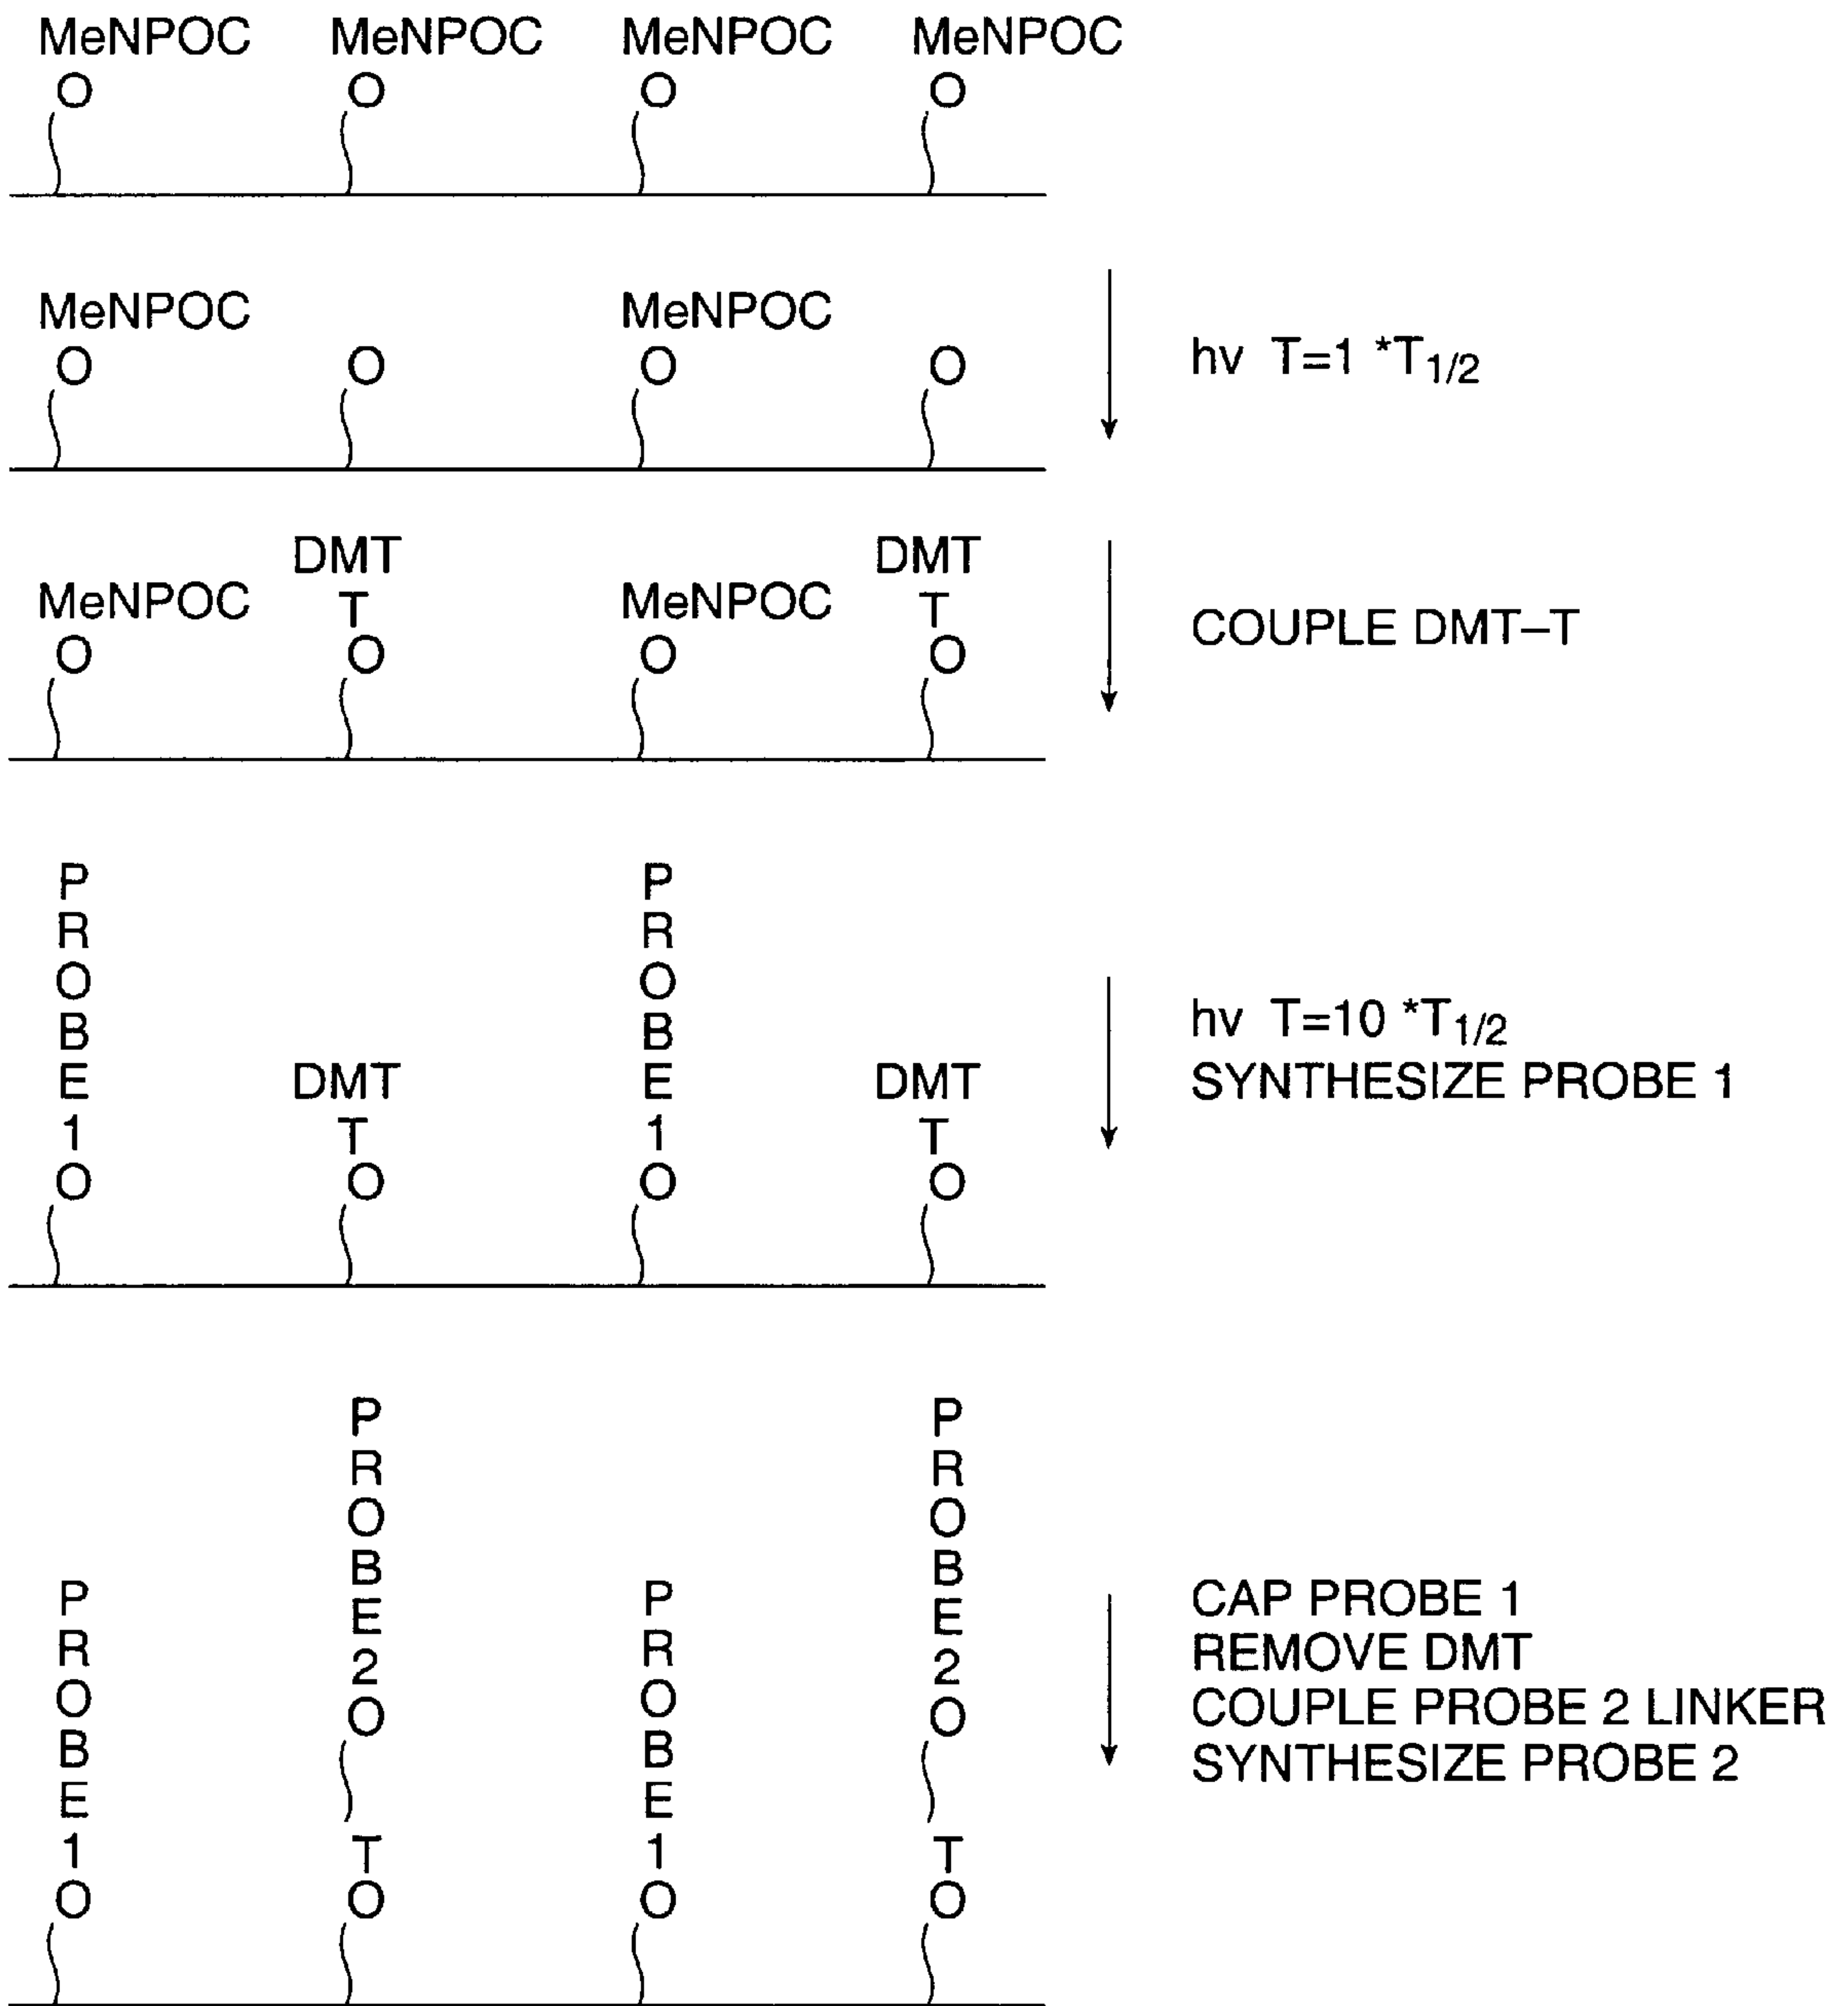 MeNPOC MeNPOC MeNPOC MeNPOC
O O O O
MeNPOC MeNPOC
O O O O
hν T=1 *T1/2
DMT DMT
MeNPOC T MeNPOC T
O O O O
COUPLE DMT–T
P P
R R
O O
B B
E DMT E DMT
1 T 1 T
O O O O
hν T=10 *T1/2
SYNTHESIZE PROBE 1
P P
R R
O O
B B
P E P E
R 2 R 2
O O O O
B B
E E
1 T 1 T
O O O O
CAP PROBE 1
REMOVE DMT
COUPLE PROBE 2 LINKER
SYNTHESIZE PROBE 2